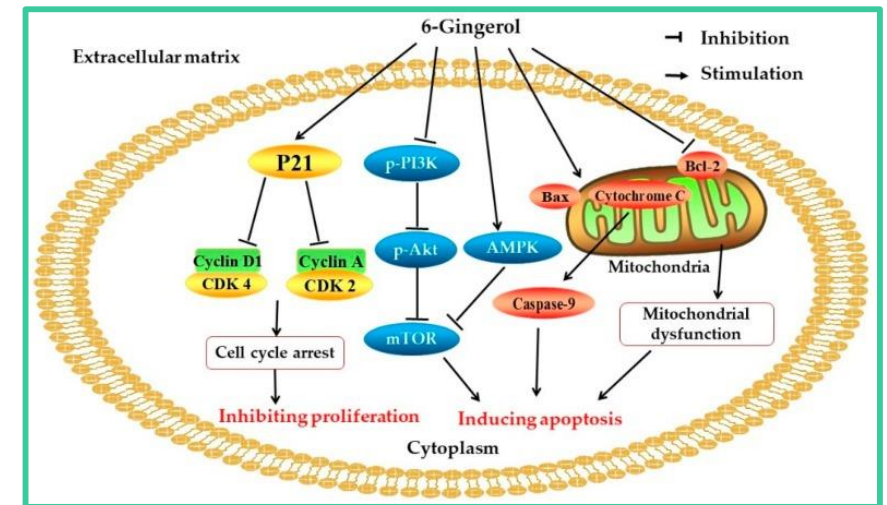 6-Gingerol
Inhibition
Stimulation
Extracellular matrix
P21
p-PI3K
Bcl-2
Bax
Cytochrome C
Cyclin D1
CDK 4
Cyclin A
CDK 2
p-Akt
AMPK
Mitochondria
Caspase-9
Mitochondrial
dysfunction
mTOR
Cell cycle arrest
Inhibiting proliferation
Inducing apoptosis
Cytoplasm